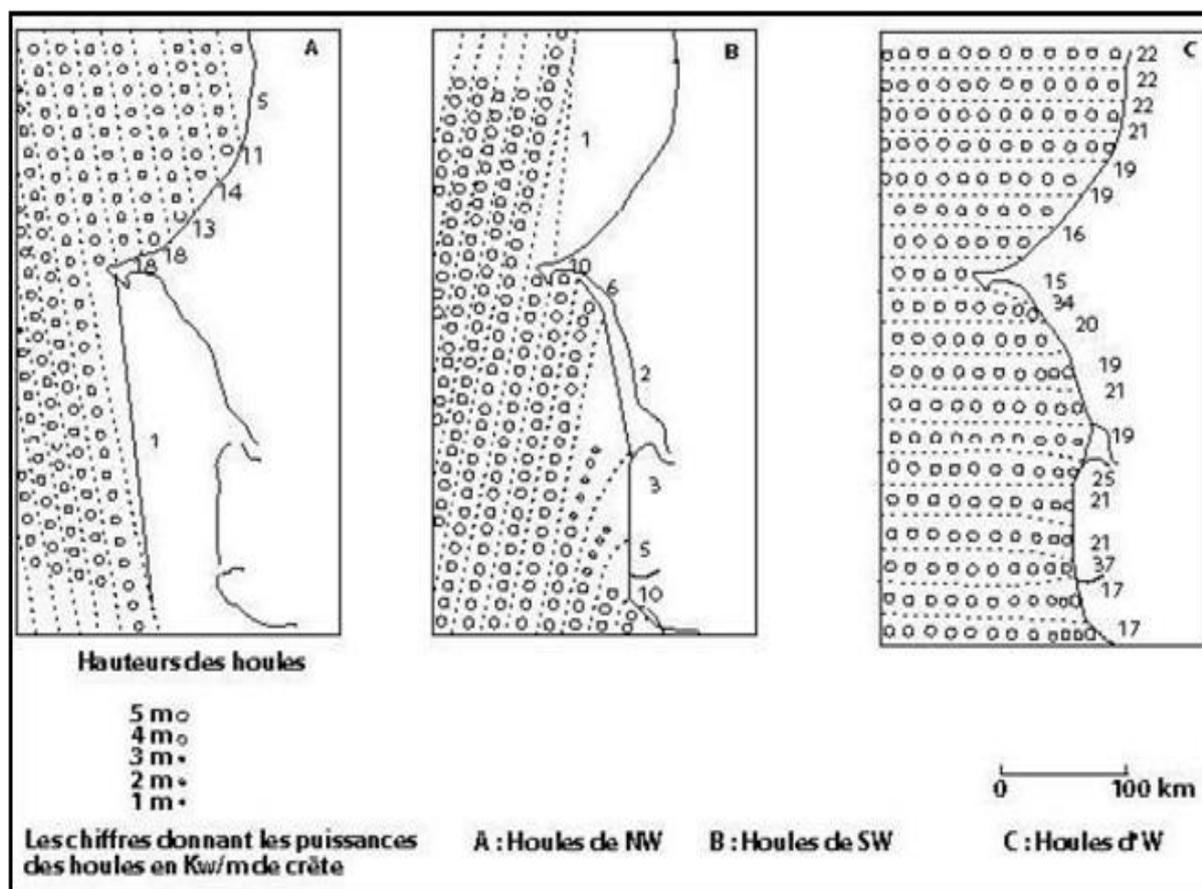 A
5
11
14
13
18
18
1
B
1
10
6
2
3
5
10
C
22
22
22
21
19
19
16
15
34
20
19
21
19
25
21
21
37
17
17
Hauteurs des houles
5 m
4 m
3 m
2 m
1 m
0 100 km
Les chiffres donnant les puissances
des houles en Kw/m de crête
A : Houles de NW B : Houles de SW C : Houles d'W